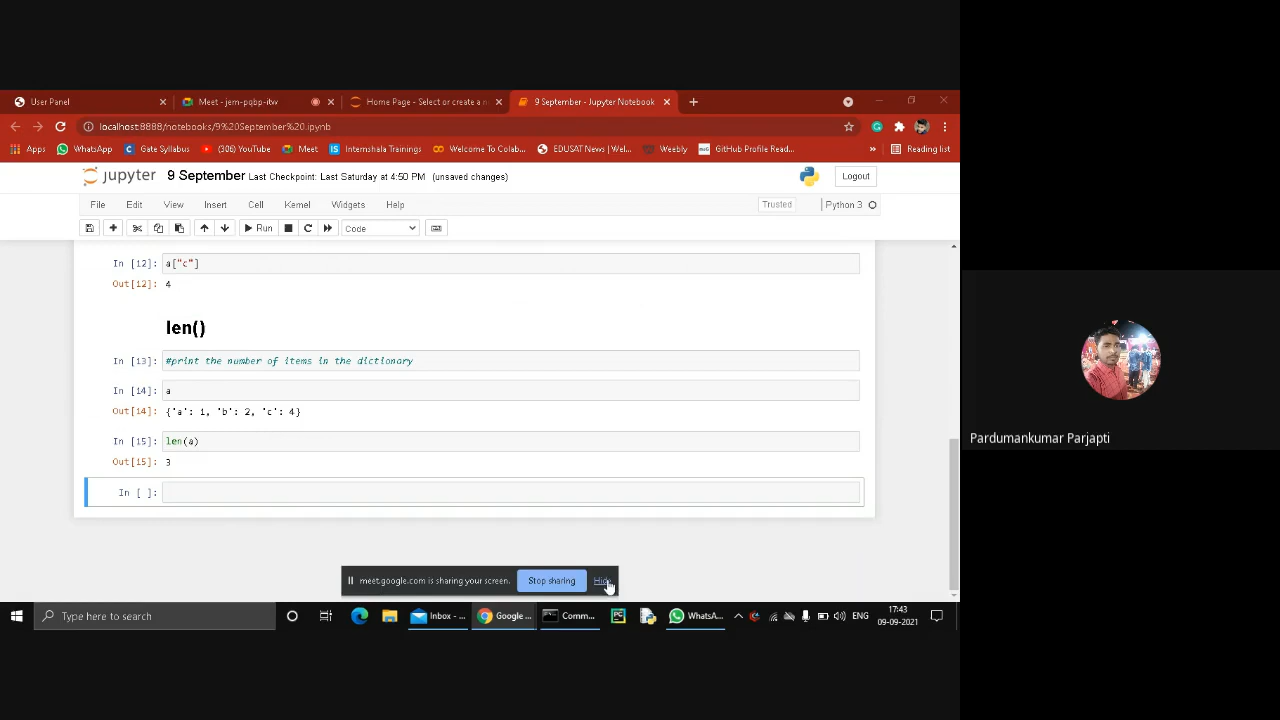 User Panel
Meet - jem-pqbp-itw
Home Page - Select or create a n
9 September - Jupyter Notebook
localhost:8888/notebooks/9%20September%20.ipynb
Apps
WhatsApp
Gate Syllabus
(306) YouTube
Meet
Internshala Trainings
Welcome To Colab...
EDUSAT News | Wel...
Weebly
GitHub Profile Read...
»
Reading list
jupyter 9 September Last Checkpoint: Last Saturday at 4:50 PM (unsaved changes)
Logout
File Edit View Insert Cell Kernel Widgets Help
Trusted
Python 3
Run
Code
In [12]: a["c"]
Out[12]: 4
len()
In [13]: #print the number of items in the dictionary
In [14]: a
Out[14]: {'a': 1, 'b': 2, 'c': 4}
In [15]: len(a)
Out[15]: 3
In [ ]:
Pardumankumar Parjapti
meet.google.com is sharing your screen.
Stop sharing
Hide
Type here to search
Inbox - ...
Google ...
Comm...
WhatsA...
ENG
17:43
09-09-2021